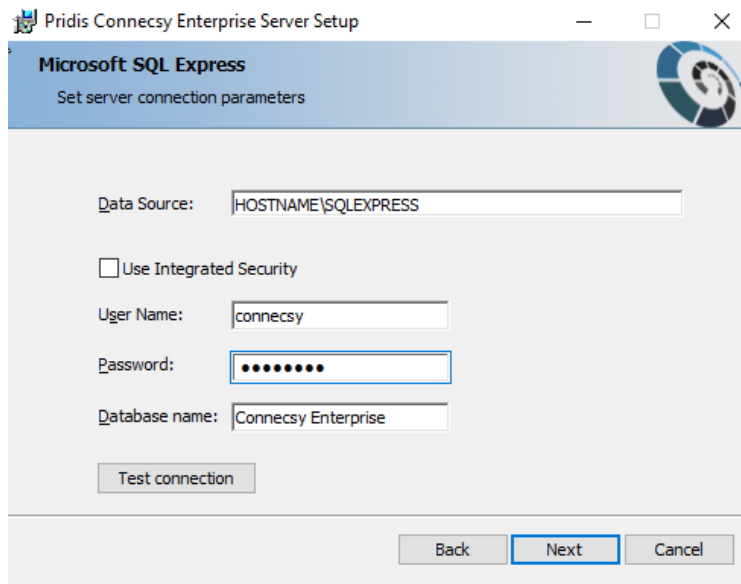 Pridis Connecsy Enterprise Server Setup
Microsoft SQL Express
Set server connection parameters
Data Source: HOSTNAME\SQLEXPRESS
Use Integrated Security
User Name: connecsy
Password: ●●●●●●●●
Database name: Connecsy Enterprise
Test connection
Back Next Cancel